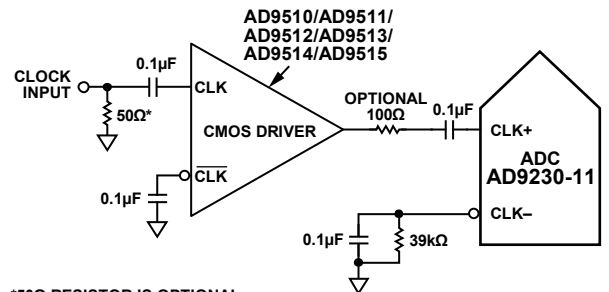 AD9510/AD9511/
AD9512/AD9513/
AD9514/AD9515
CLOCK
INPUT
0.1µF
50Ω*
CLK
CMOS DRIVER
CLK
0.1µF
OPTIONAL
100Ω
0.1µF
CLK+
ADC
AD9230-11
CLK–
0.1µF
39kΩ